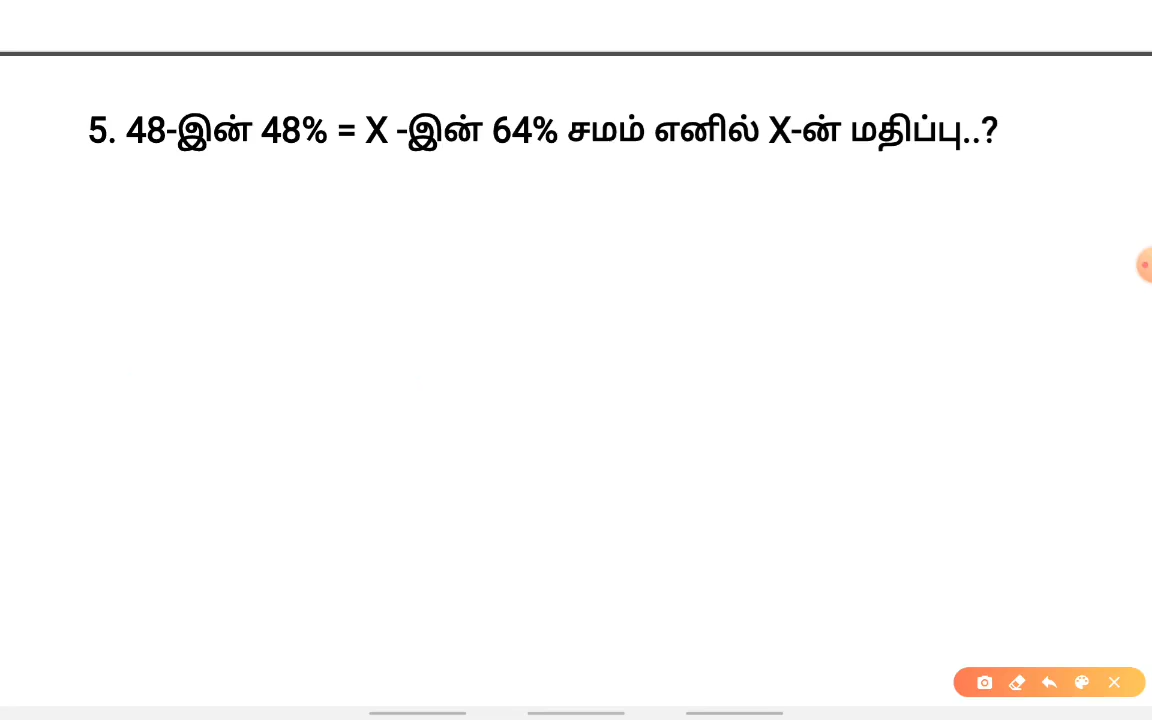 5. 48-இன் 48% = X -இன் 64% சமம் எனில் X-ன் மதிப்பு..?